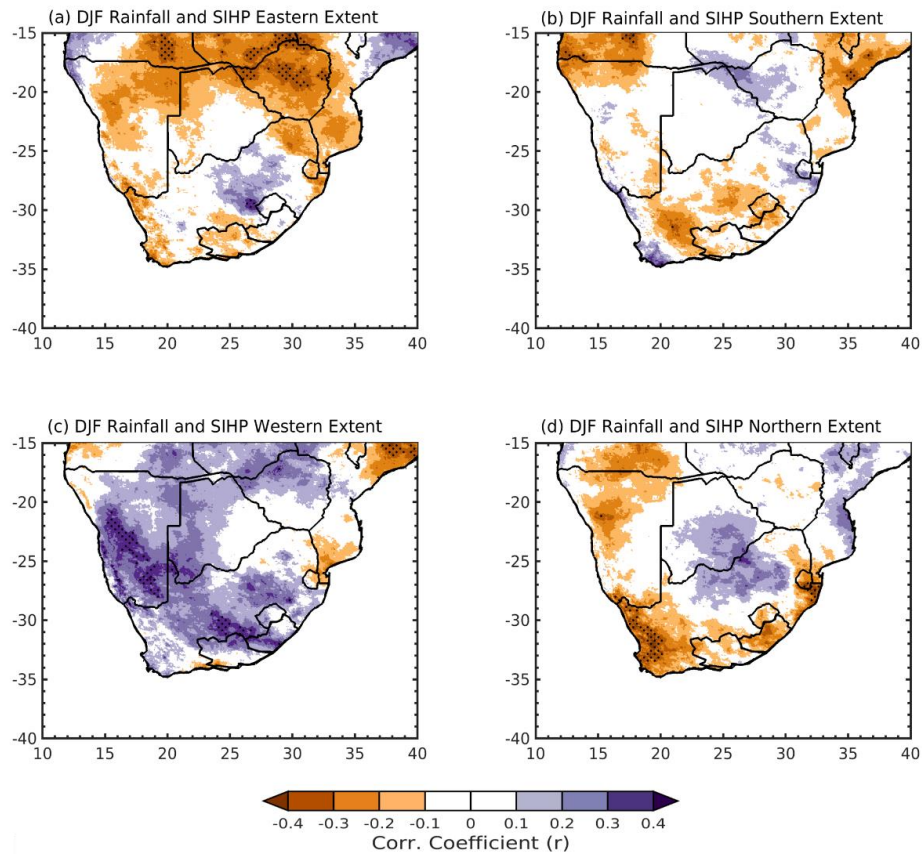 (a) DJF Rainfall and SIHP Eastern Extent
-15
-20
-25
-30
-35
-40
10 15 20 25 30 35 40
(b) DJF Rainfall and SIHP Southern Extent
-15
-20
-25
-30
-35
-40
10 15 20 25 30 35 40
(c) DJF Rainfall and SIHP Western Extent
-15
-20
-25
-30
-35
-40
10 15 20 25 30 35 40
(d) DJF Rainfall and SIHP Northern Extent
-15
-20
-25
-30
-35
-40
10 15 20 25 30 35 40
-0.4 -0.3 -0.2 -0.1 0 0.1 0.2 0.3 0.4
Corr. Coefficient (r)